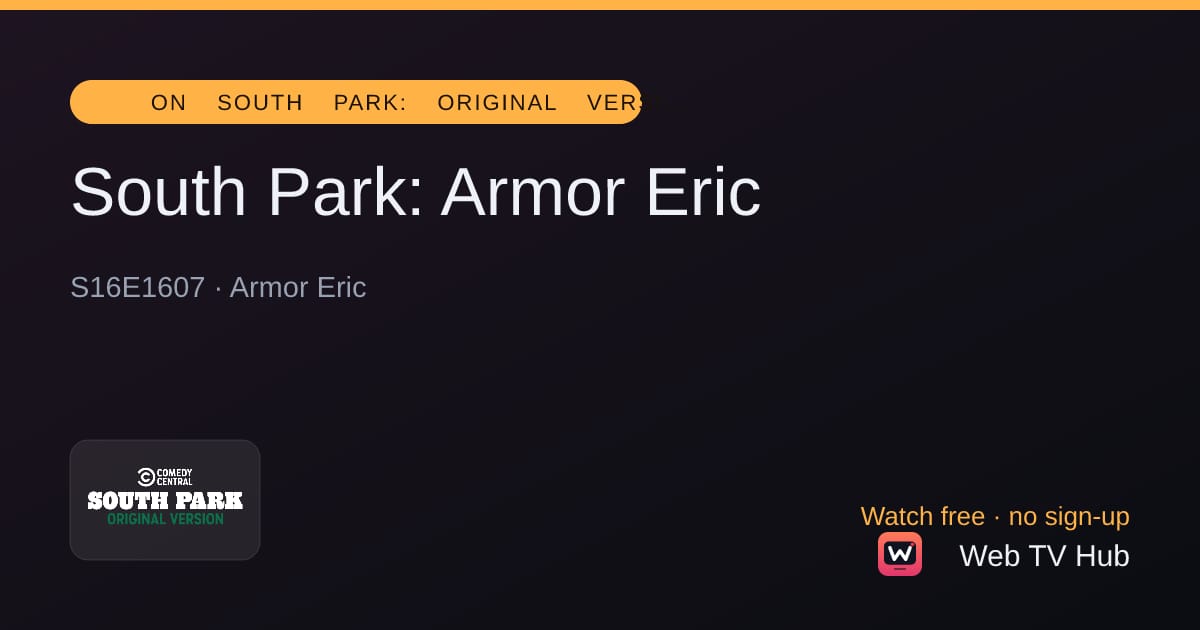 ON SOUTH PARK: ORIGINAL VERS
South Park: Armor Eric
S16E1607 · Armor Eric
COMEDY
CENTRAL
SOUTH PARK
ORIGINAL VERSION
Watch free · no sign-up
Web TV Hub